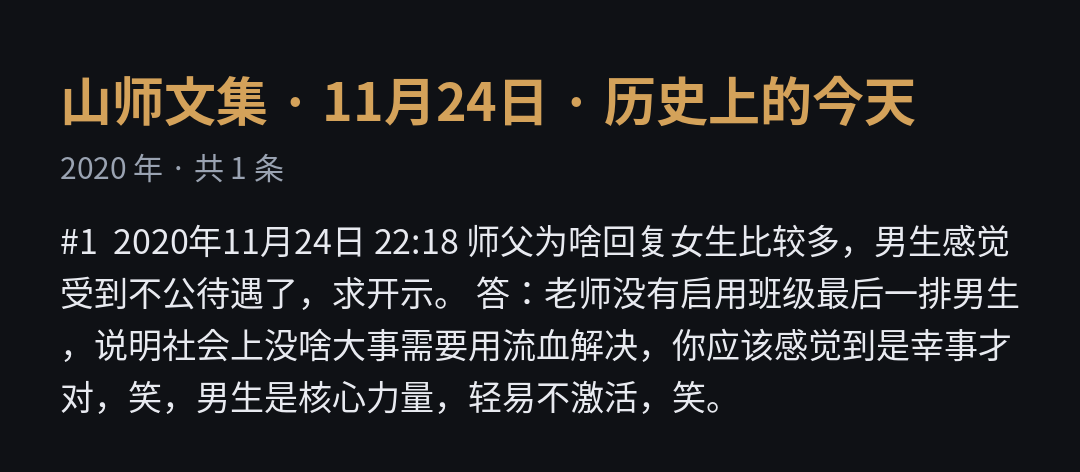 山师文集 · 11月24日 · 历史上的今天
2020 年 · 共 1 条
#1 2020年11月24日 22:18 师父为啥回复女生比较多，男生感觉
受到不公待遇了，求开示。 答：老师没有启用班级最后一排男生
，说明社会上没啥大事需要用流血解决，你应该感觉到是幸事才
对，笑，男生是核心力量，轻易不激活，笑。